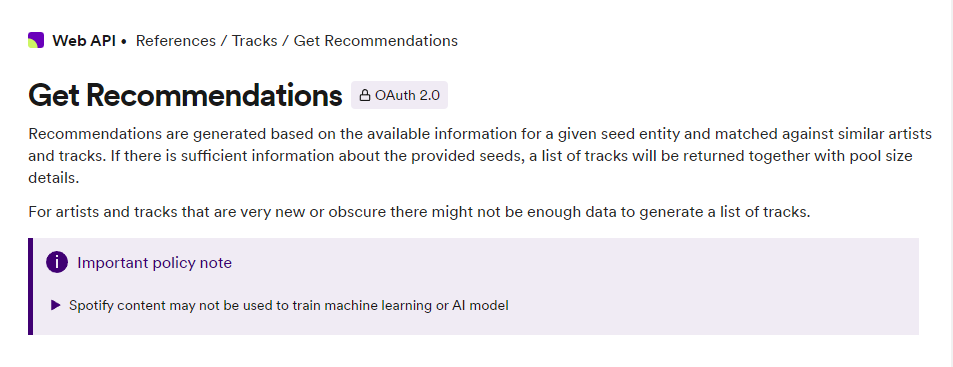 Web API • References / Tracks / Get Recommendations
Get Recommendations OAuth 2.0
Recommendations are generated based on the available information for a given seed entity and matched against similar artists
and tracks. If there is sufficient information about the provided seeds, a list of tracks will be returned together with pool size
details.
For artists and tracks that are very new or obscure there might not be enough data to generate a list of tracks.
Important policy note
Spotify content may not be used to train machine learning or AI model